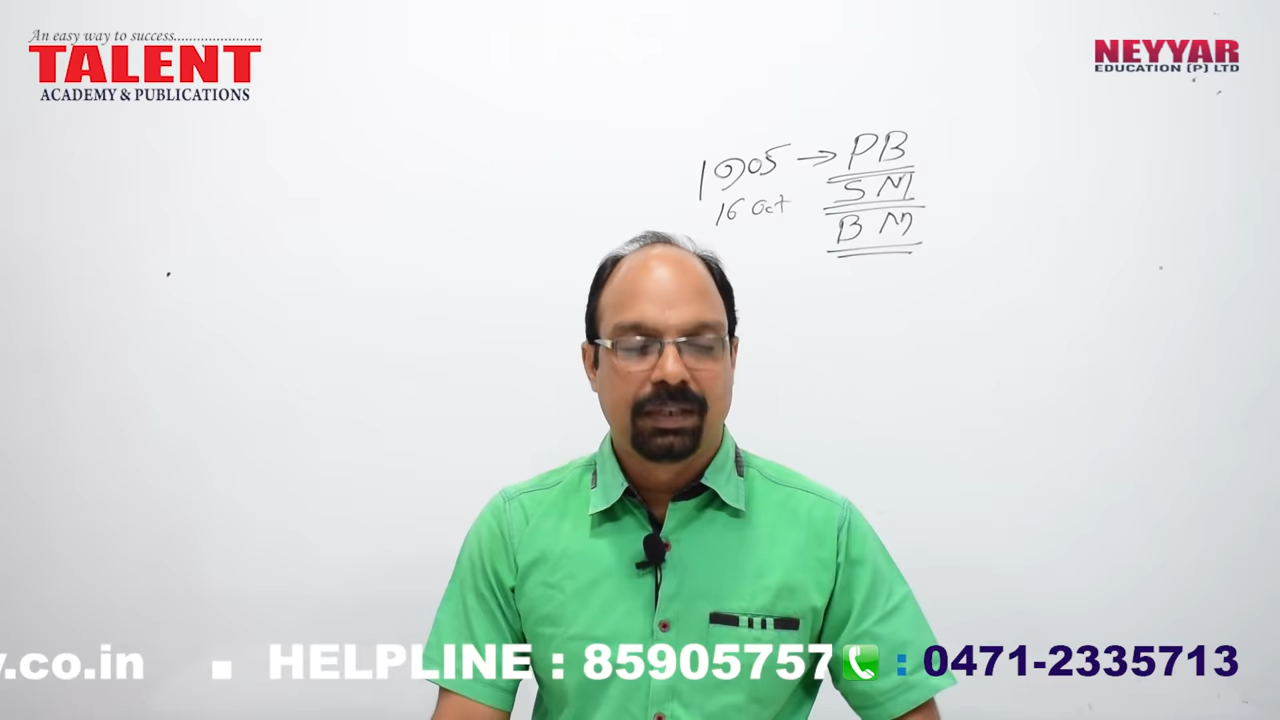 An easy way to success.......................
TALENT
ACADEMY & PUBLICATIONS
NEYYAR
EDUCATION (P) LTD
1905 → PB
16 Oct
SM
BM
y.co.in ▪ HELPLINE : 85905757 : 0471-2335713